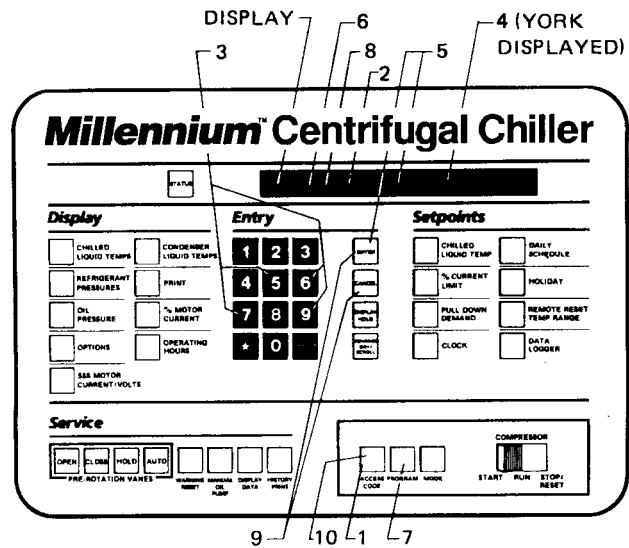 DISPLAY
6
8
2
5
4 (YORK
DISPLAYED)
3
Millennium™ Centrifugal Chiller
STATUS
Display
Entry
Setpoints
CHILLED
LIQUID TEMPS
CONDENSER
LIQUID TEMPS
REFRIGERANT
PRESSURES
PRINT
OIL
PRESSURE
% MOTOR
CURRENT
OPTIONS
OPERATING
HOURS
SSS MOTOR
CURRENT/VOLTS
1 2 3
4 5 6
7 8 9
* 0
ENTER
CANCEL
DISPLAY
HOLD
ADVANCE
DAY/
SCROLL
CHILLED
LIQUID TEMP
DAILY
SCHEDULE
% CURRENT
LIMIT
HOLIDAY
PULL DOWN
DEMAND
REMOTE RESET
TEMP RANGE
CLOCK
DATA
LOGGER
Service
OPEN CLOSE HOLD AUTO
PRE-ROTATION VANES
WARNING
RESET
MANUAL
OIL
PUMP
DISPLAY
DATA
HISTORY
PRINT
ACCESS
CODE
PROGRAM
MODE
COMPRESSOR
START RUN STOP/
RESET
9 10 1 7